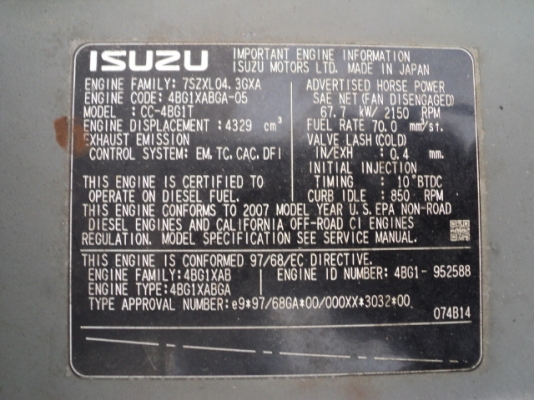 ISUZU IMPORTANT ENGINE INFORMATION
ISUZU MOTORS LTD. MADE IN JAPAN
ENGINE FAMILY: 7SZXL04.3GXA
ENGINE CODE: 4BG1XABGA-05
MODEL : CC-4BG1T
ENGINE DISPLACEMENT: 4329 cm³
EXHAUST EMISSION
CONTROL SYSTEM: EM, TC, CAC, DFI
THIS ENGINE IS CERTIFIED TO
OPERATE ON DIESEL FUEL.
ADVERTISED HORSE POWER
SAE NET (FAN DISENGAGED)
67.7 kW/ 2150 RPM
FUEL RATE 70.0 mm³/st.
VALVE LASH (COLD)
IN/EXH : 0.4 mm.
INITIAL INJECTION
TIMING : 10°BTDC
CURB IDLE : 850 RPM
THIS ENGINE CONFORMS TO 2007 MODEL YEAR U.S. EPA NON-ROAD
DIESEL ENGINES AND CALIFORNIA OFF-ROAD CI ENGINES
REGULATION. MODEL SPECIFICATION SEE SERVICE MANUAL.
THIS ENGINE IS CONFORMED 97/68/EC DIRECTIVE.
ENGINE FAMILY: 4BG1XAB ENGINE ID NUMBER: 4BG1- 952588
ENGINE TYPE: 4BG1XABGA
TYPE APPROVAL NUMBER: e9*97/68GA*00/000XX*3032*00
074B14